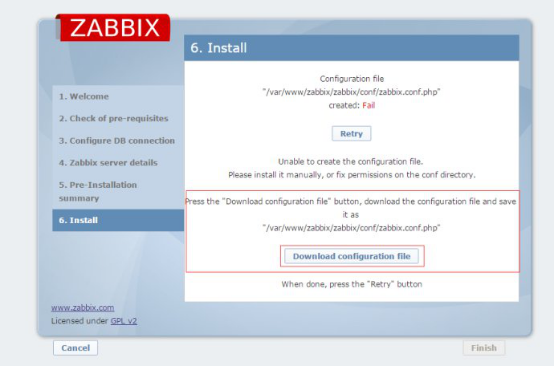 ZABBIX
6. Install
1. Welcome
2. Check of pre-requisites
3. Configure DB connection
4. Zabbix server details
5. Pre-Installation
summary
6. Install
Configuration file
"/var/www/zabbix/zabbix/conf/zabbix.conf.php"
created: Fail
Retry
Unable to create the configuration file.
Please install it manually, or fix permissions on the conf directory.
Press the "Download configuration file" button, download the configuration file and save
it as
"/var/www/zabbix/zabbix/conf/zabbix.conf.php"
Download configuration file
When done, press the "Retry" button
www.zabbix.com
Licensed under GPL v2
Cancel
Finish